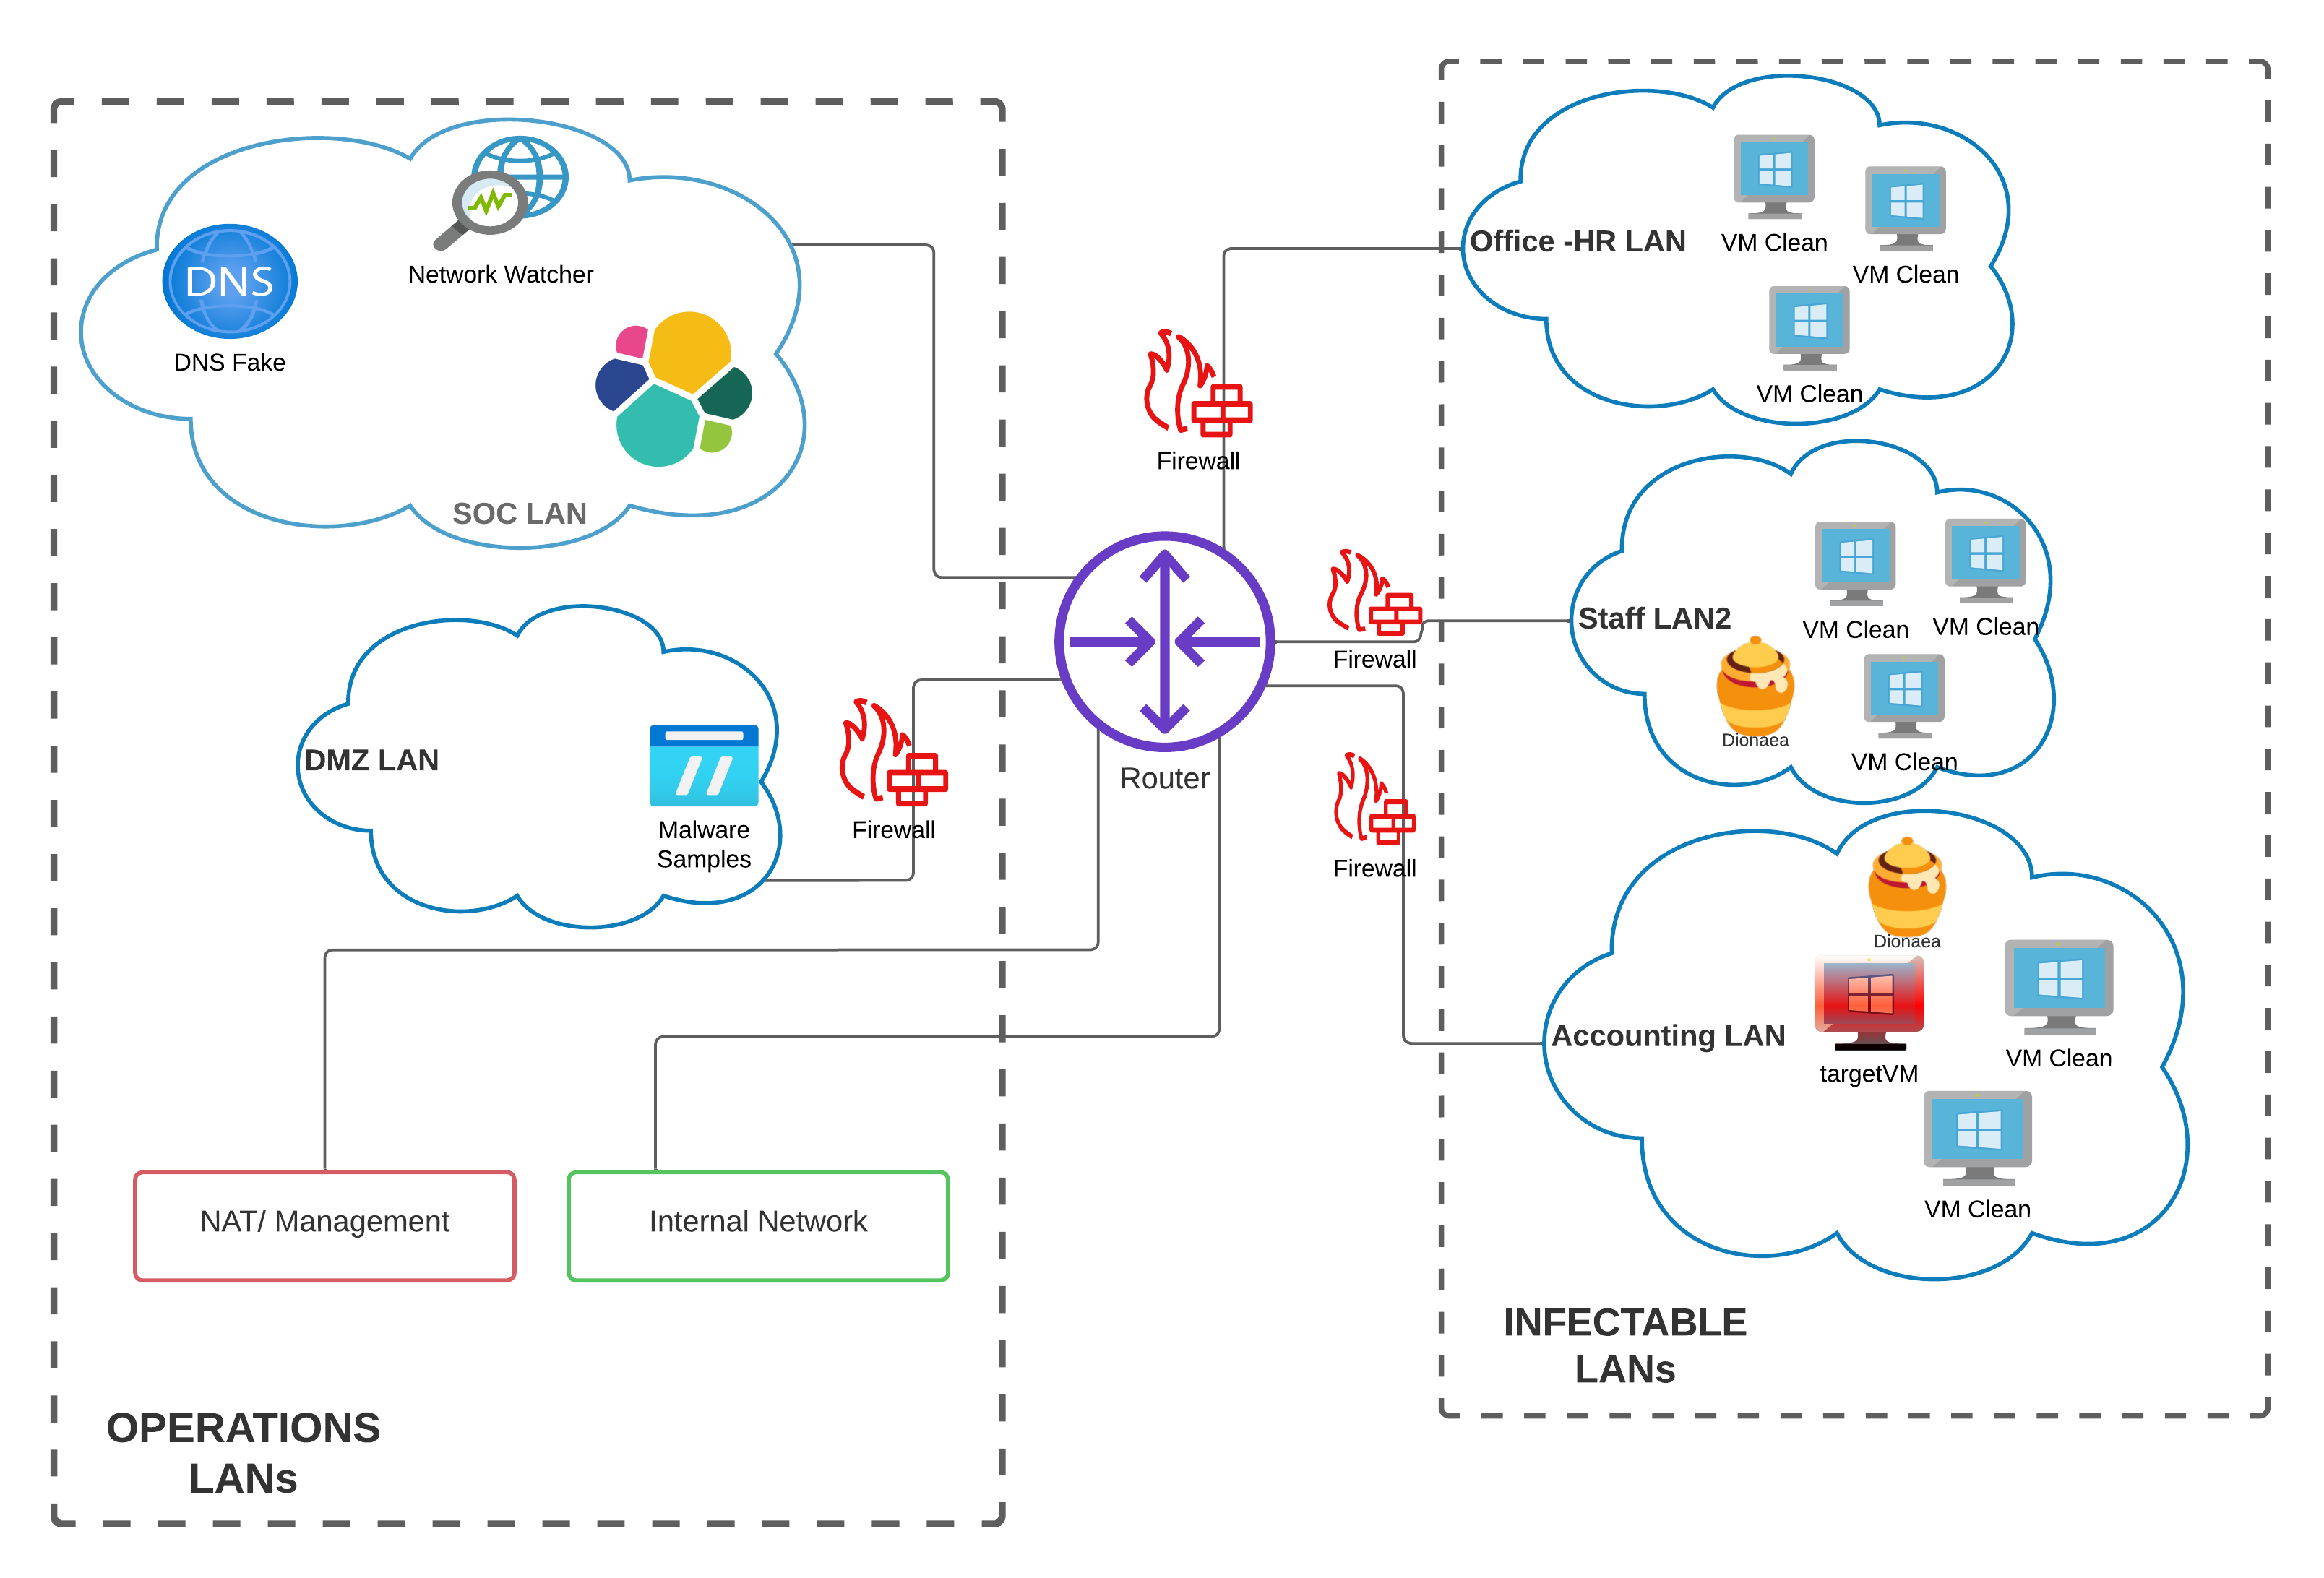 Network Watcher
DNS
DNS Fake
SOC LAN
DMZ LAN
Malware
Samples
Firewall
NAT/ Management
Internal Network
OPERATIONS
LANs
Firewall
Router
Firewall
Firewall
Office -HR LAN
VM Clean
VM Clean
VM Clean
Staff LAN2
VM Clean
VM Clean
Dionaea
VM Clean
Dionaea
Accounting LAN
targetVM
VM Clean
VM Clean
INFECTABLE
LANs